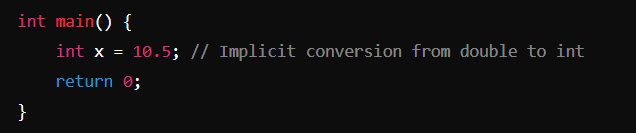 int main() {
    int x = 10.5; // Implicit conversion from double to int
    return 0;
}